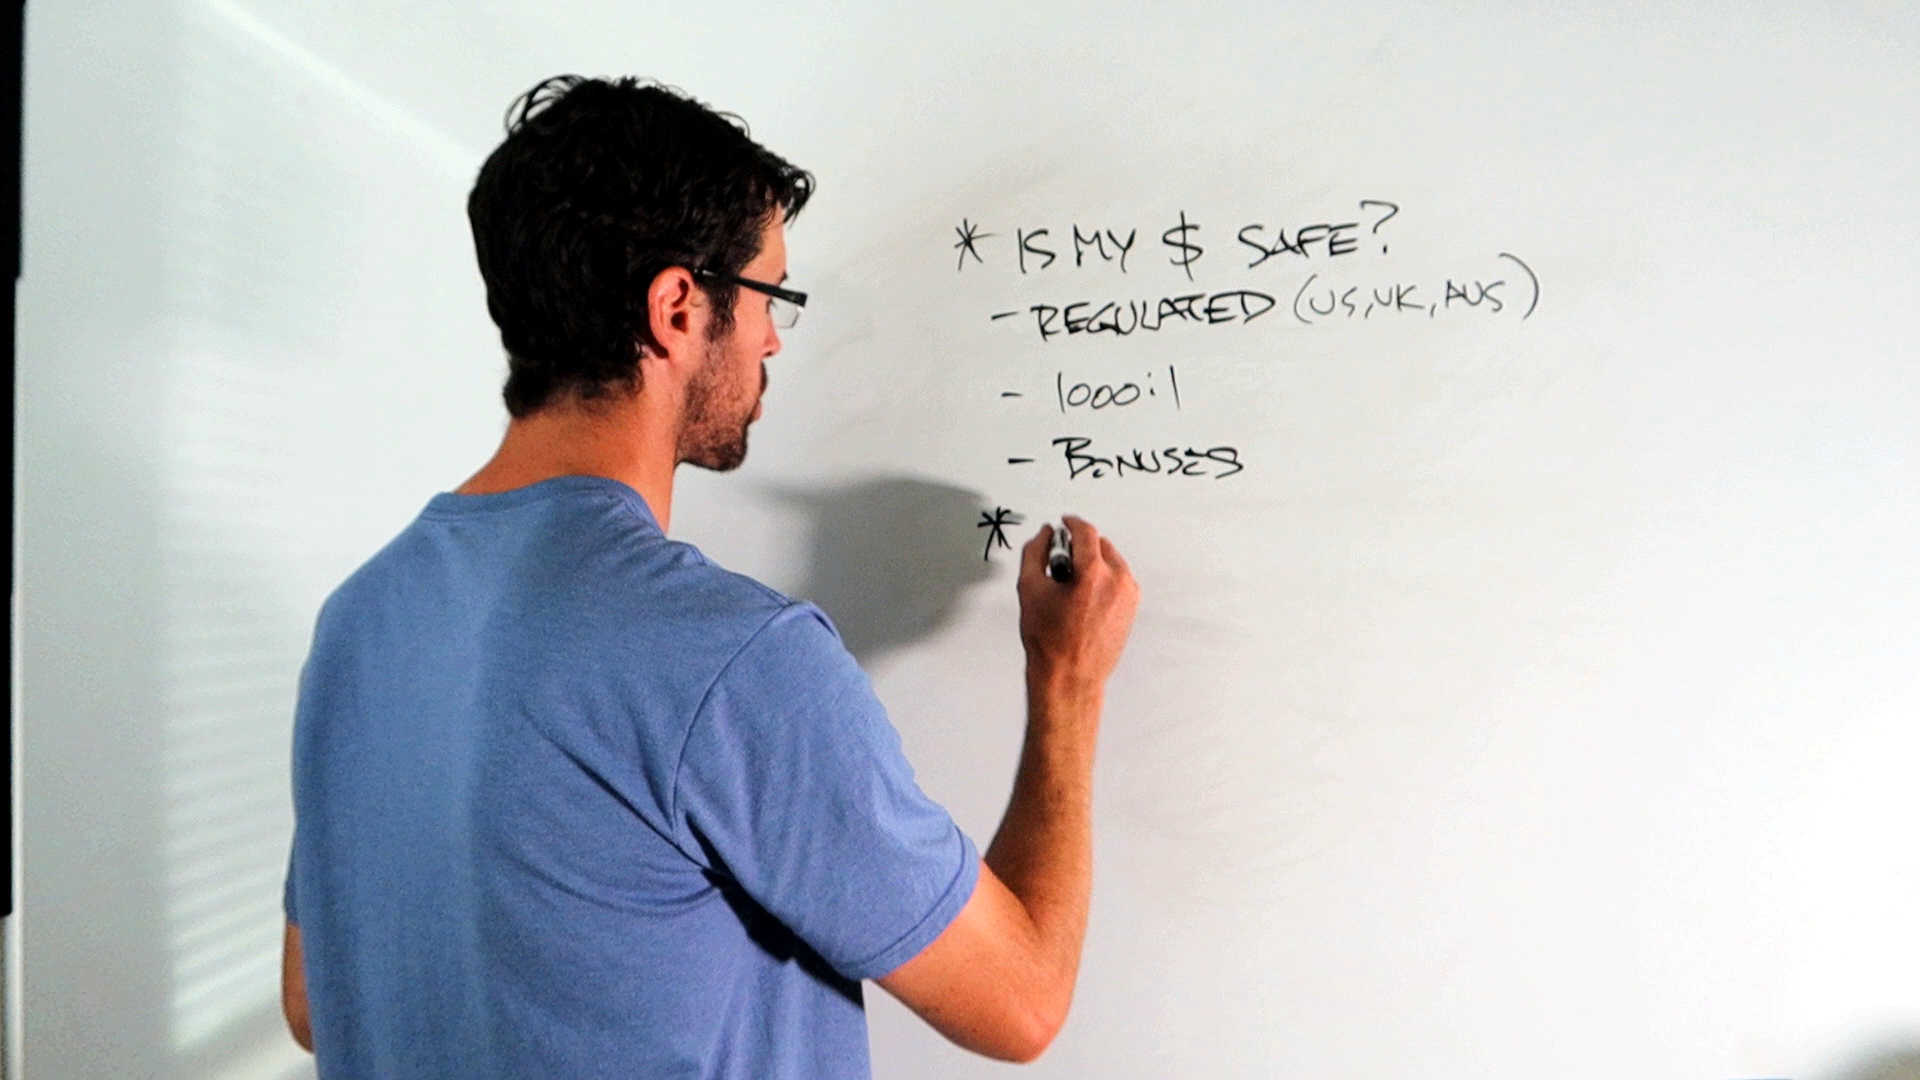 * IS MY $ SAFE?
- REGULATED (US, UK, AUS)
- 1000:1
- BONUSES
*